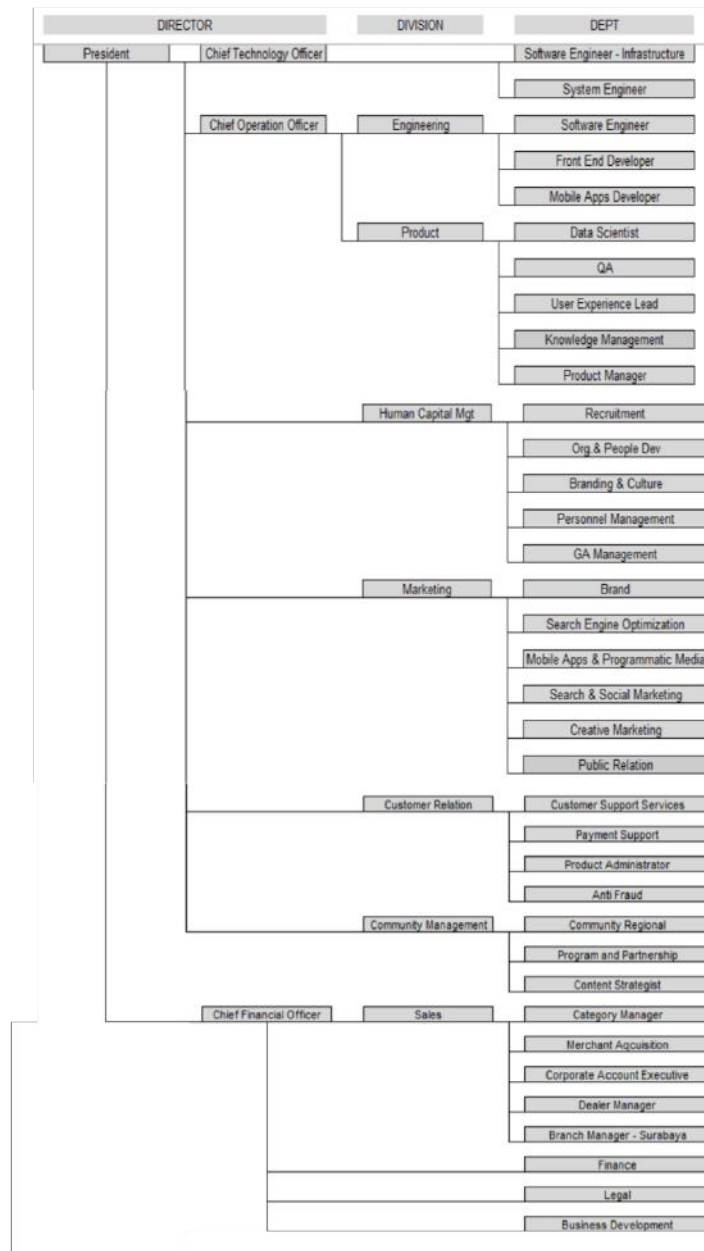 DIRECTOR DIVISION DEPT
President Chief Technology Officer Software Engineer - Infrastructure
System Engineer
Chief Operation Officer Engineering Software Engineer
Front End Developer
Mobile Apps Developer
Product Data Scientist
QA
User Experience Lead
Knowledge Management
Product Manager
Human Capital Mgt Recruitment
Org.& People Dev
Branding & Culture
Personnel Management
GA Management
Marketing Brand
Search Engine Optimization
Mobile Apps & Programmatic Media
Search & Social Marketing
Creative Marketing
Public Relation
Customer Relation Customer Support Services
Payment Support
Product Administrator
Anti Fraud
Community Management Community Regional
Program and Partnership
Content Strategist
Chief Financial Officer Sales Category Manager
Merchant Aqcuisition
Corporate Account Executive
Dealer Manager
Branch Manager - Surabaya
Finance
Legal
Business Development